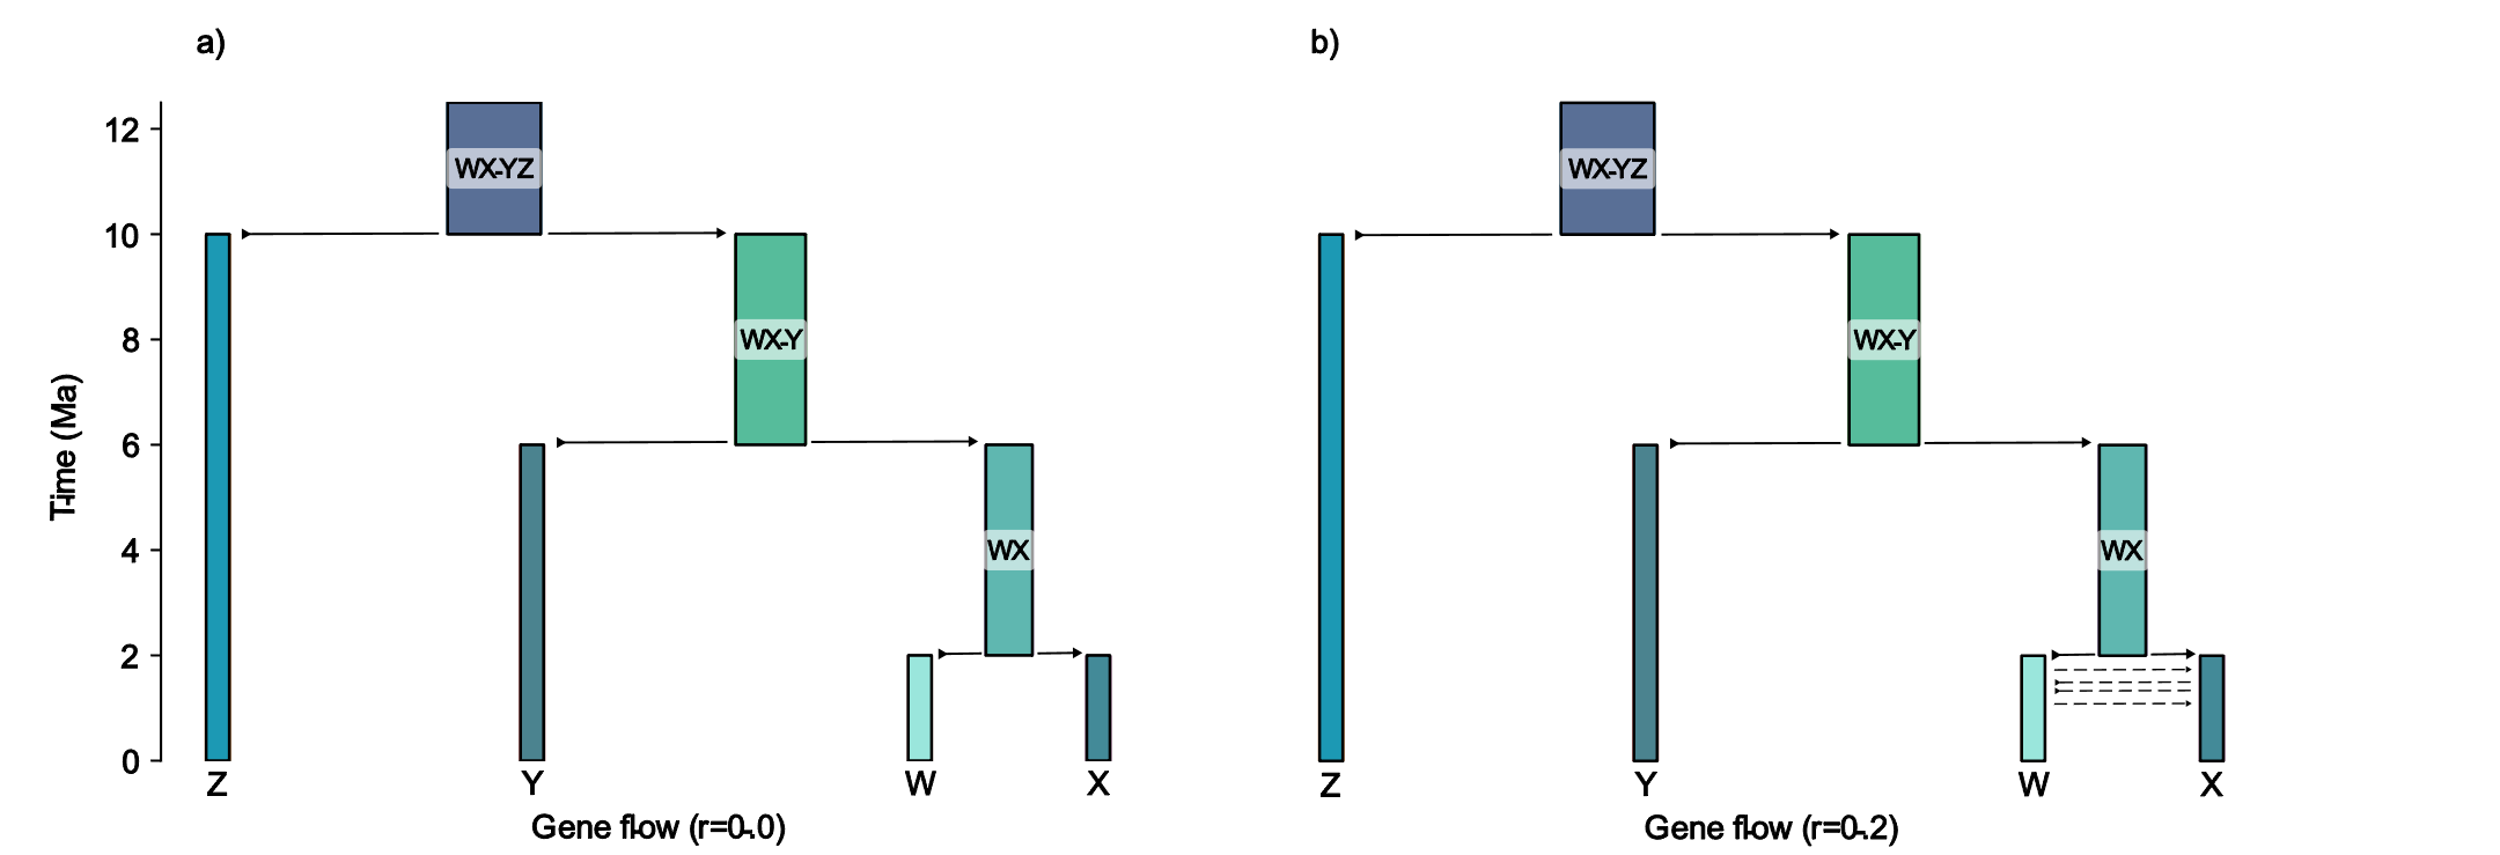 a)
b)
12
10
8
6
4
2
0
Time (Ma)
WX-YZ
WX-Y
WX
Z
Y
W
X
Gene flow (r=0.0)
WX-YZ
WX-Y
WX
Z
Y
W
X
Gene flow (r=0.2)